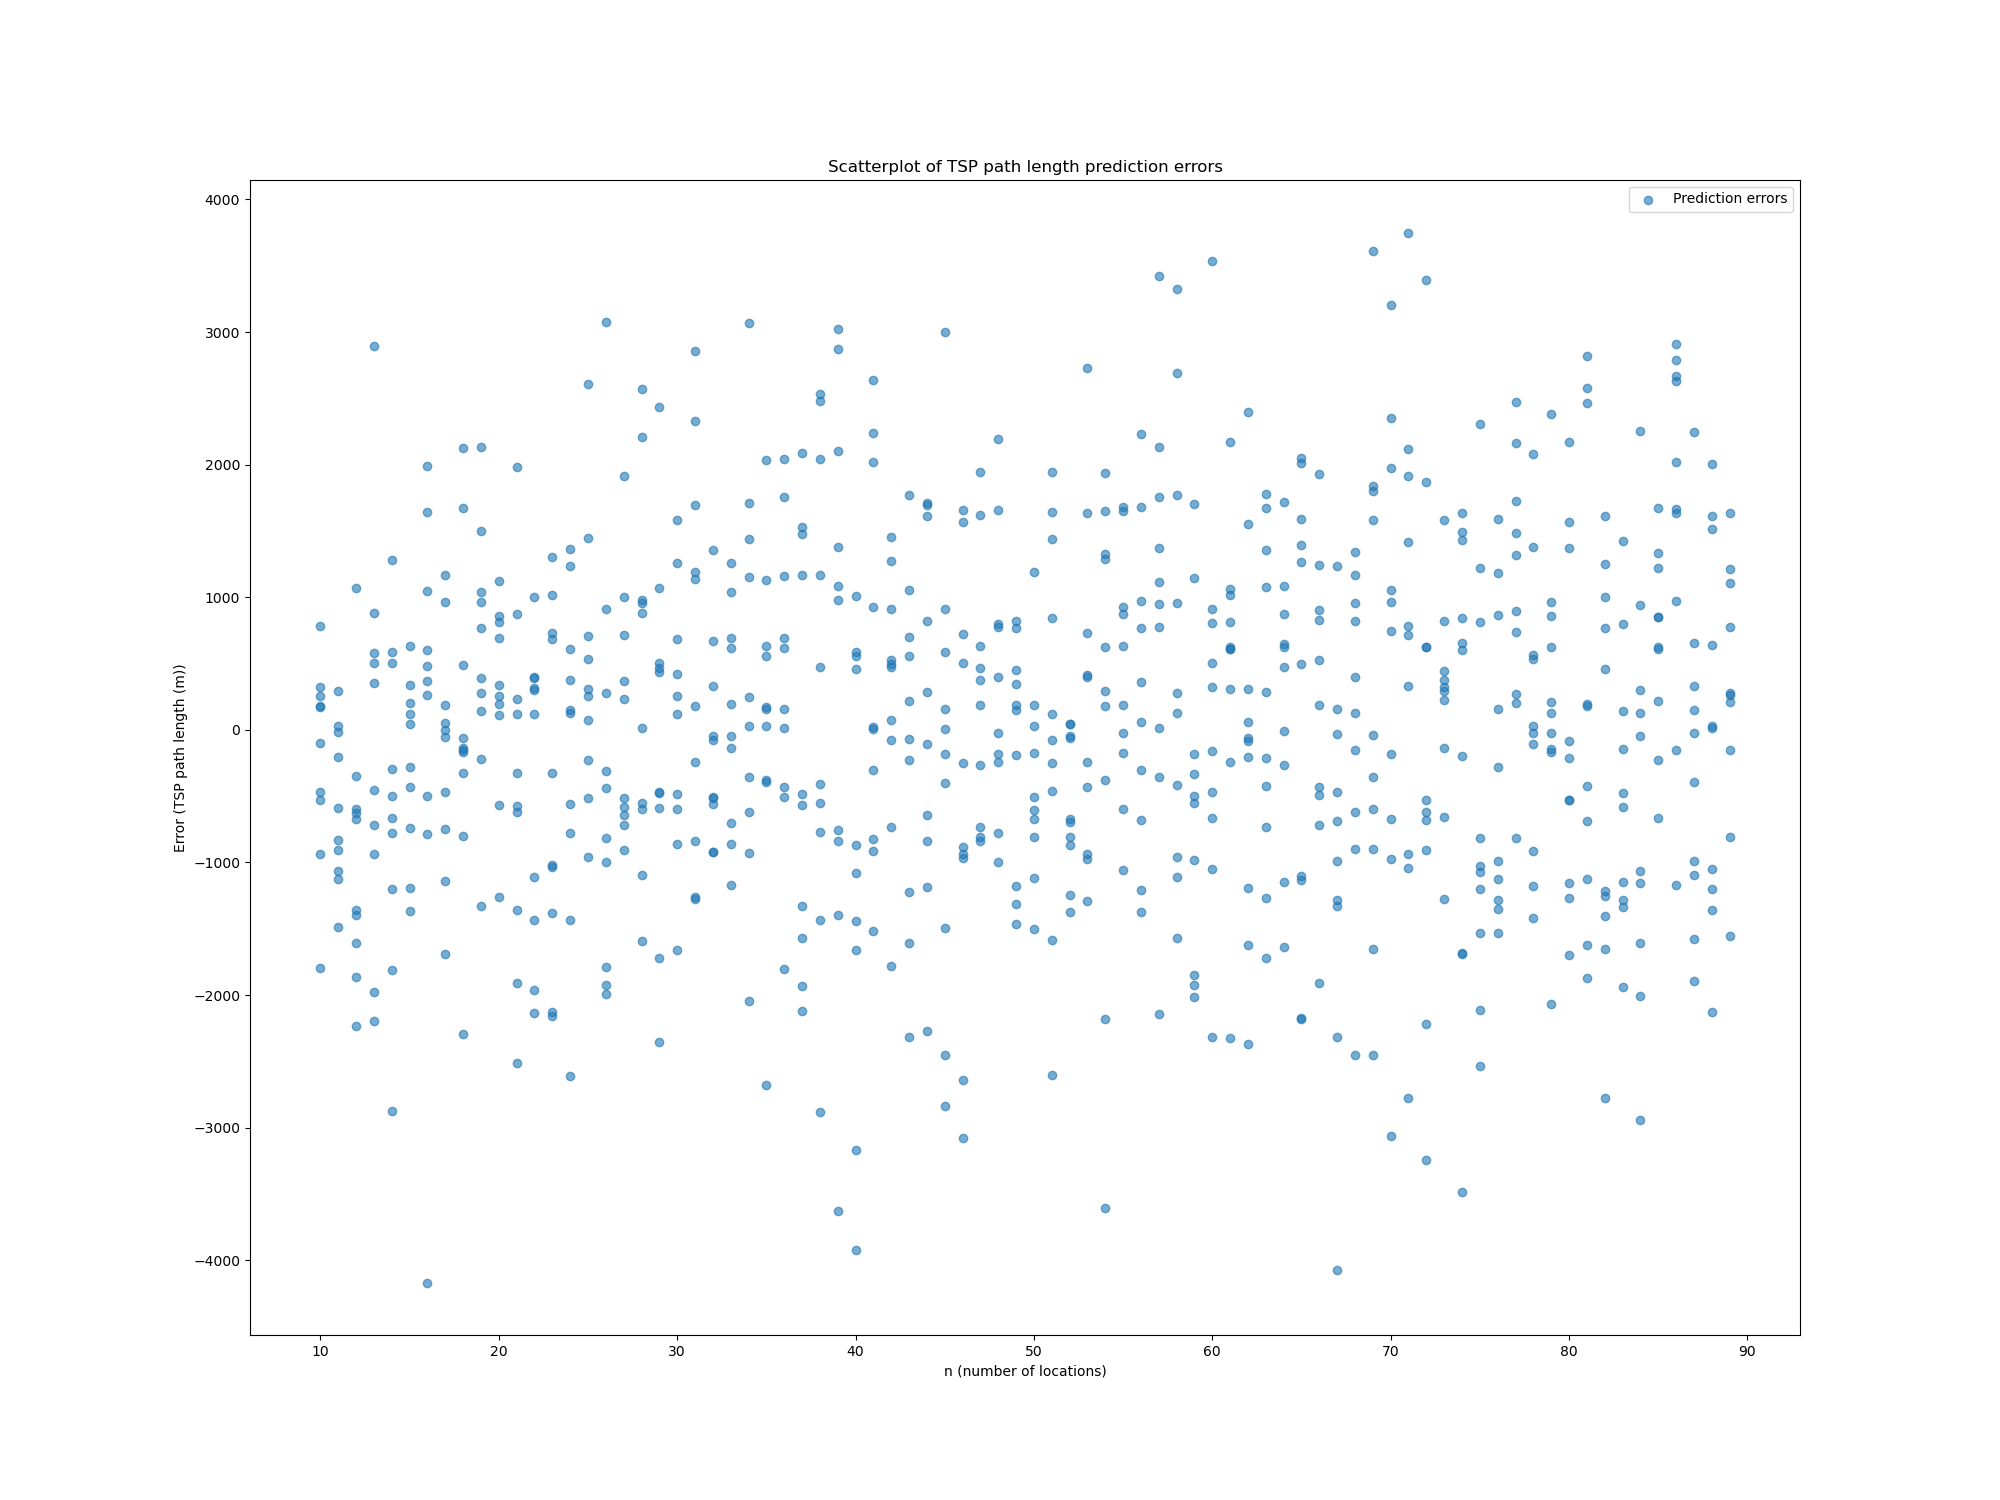 Scatterplot of TSP path length prediction errors
Prediction errors
4000
3000
2000
1000
0
−1000
−2000
−3000
−4000
Error (TSP path length (m))
10 20 30 40 50 60 70 80 90
n (number of locations)